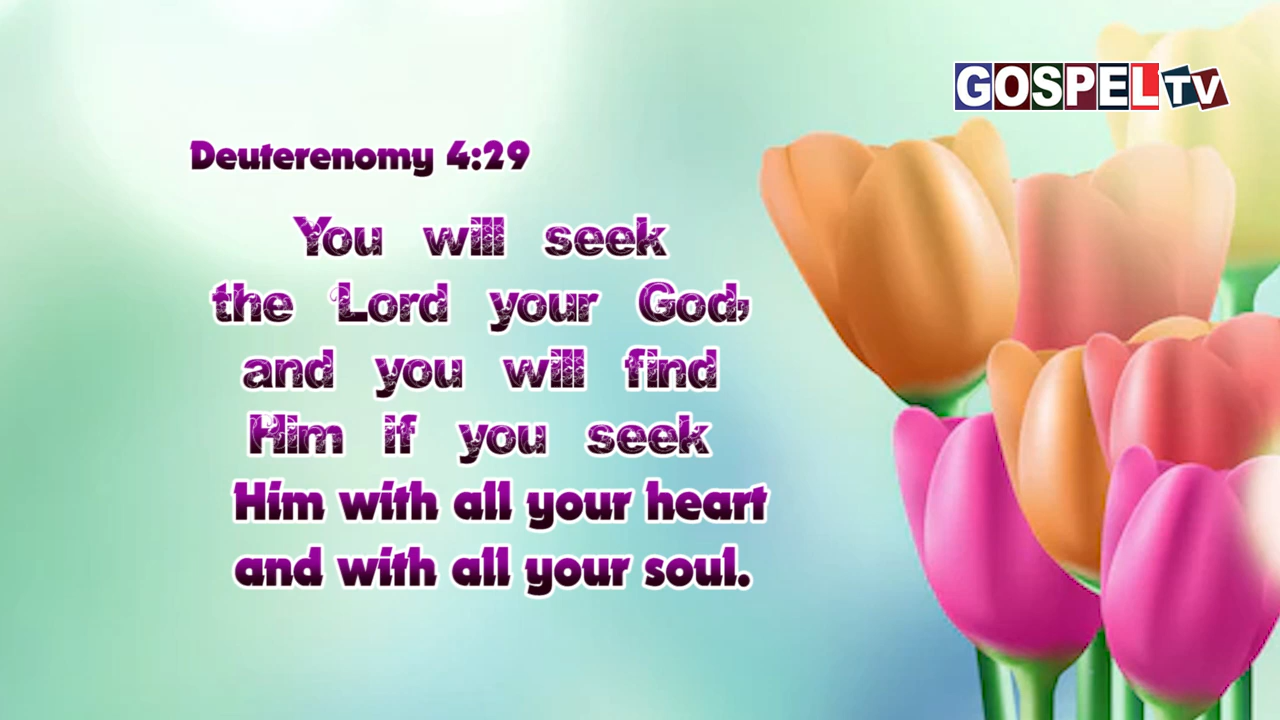 GOSPEL TV
Deuterenomy 4:29
You will seek
the Lord your God,
and you will find
Him if you seek
Him with all your heart
and with all your soul.